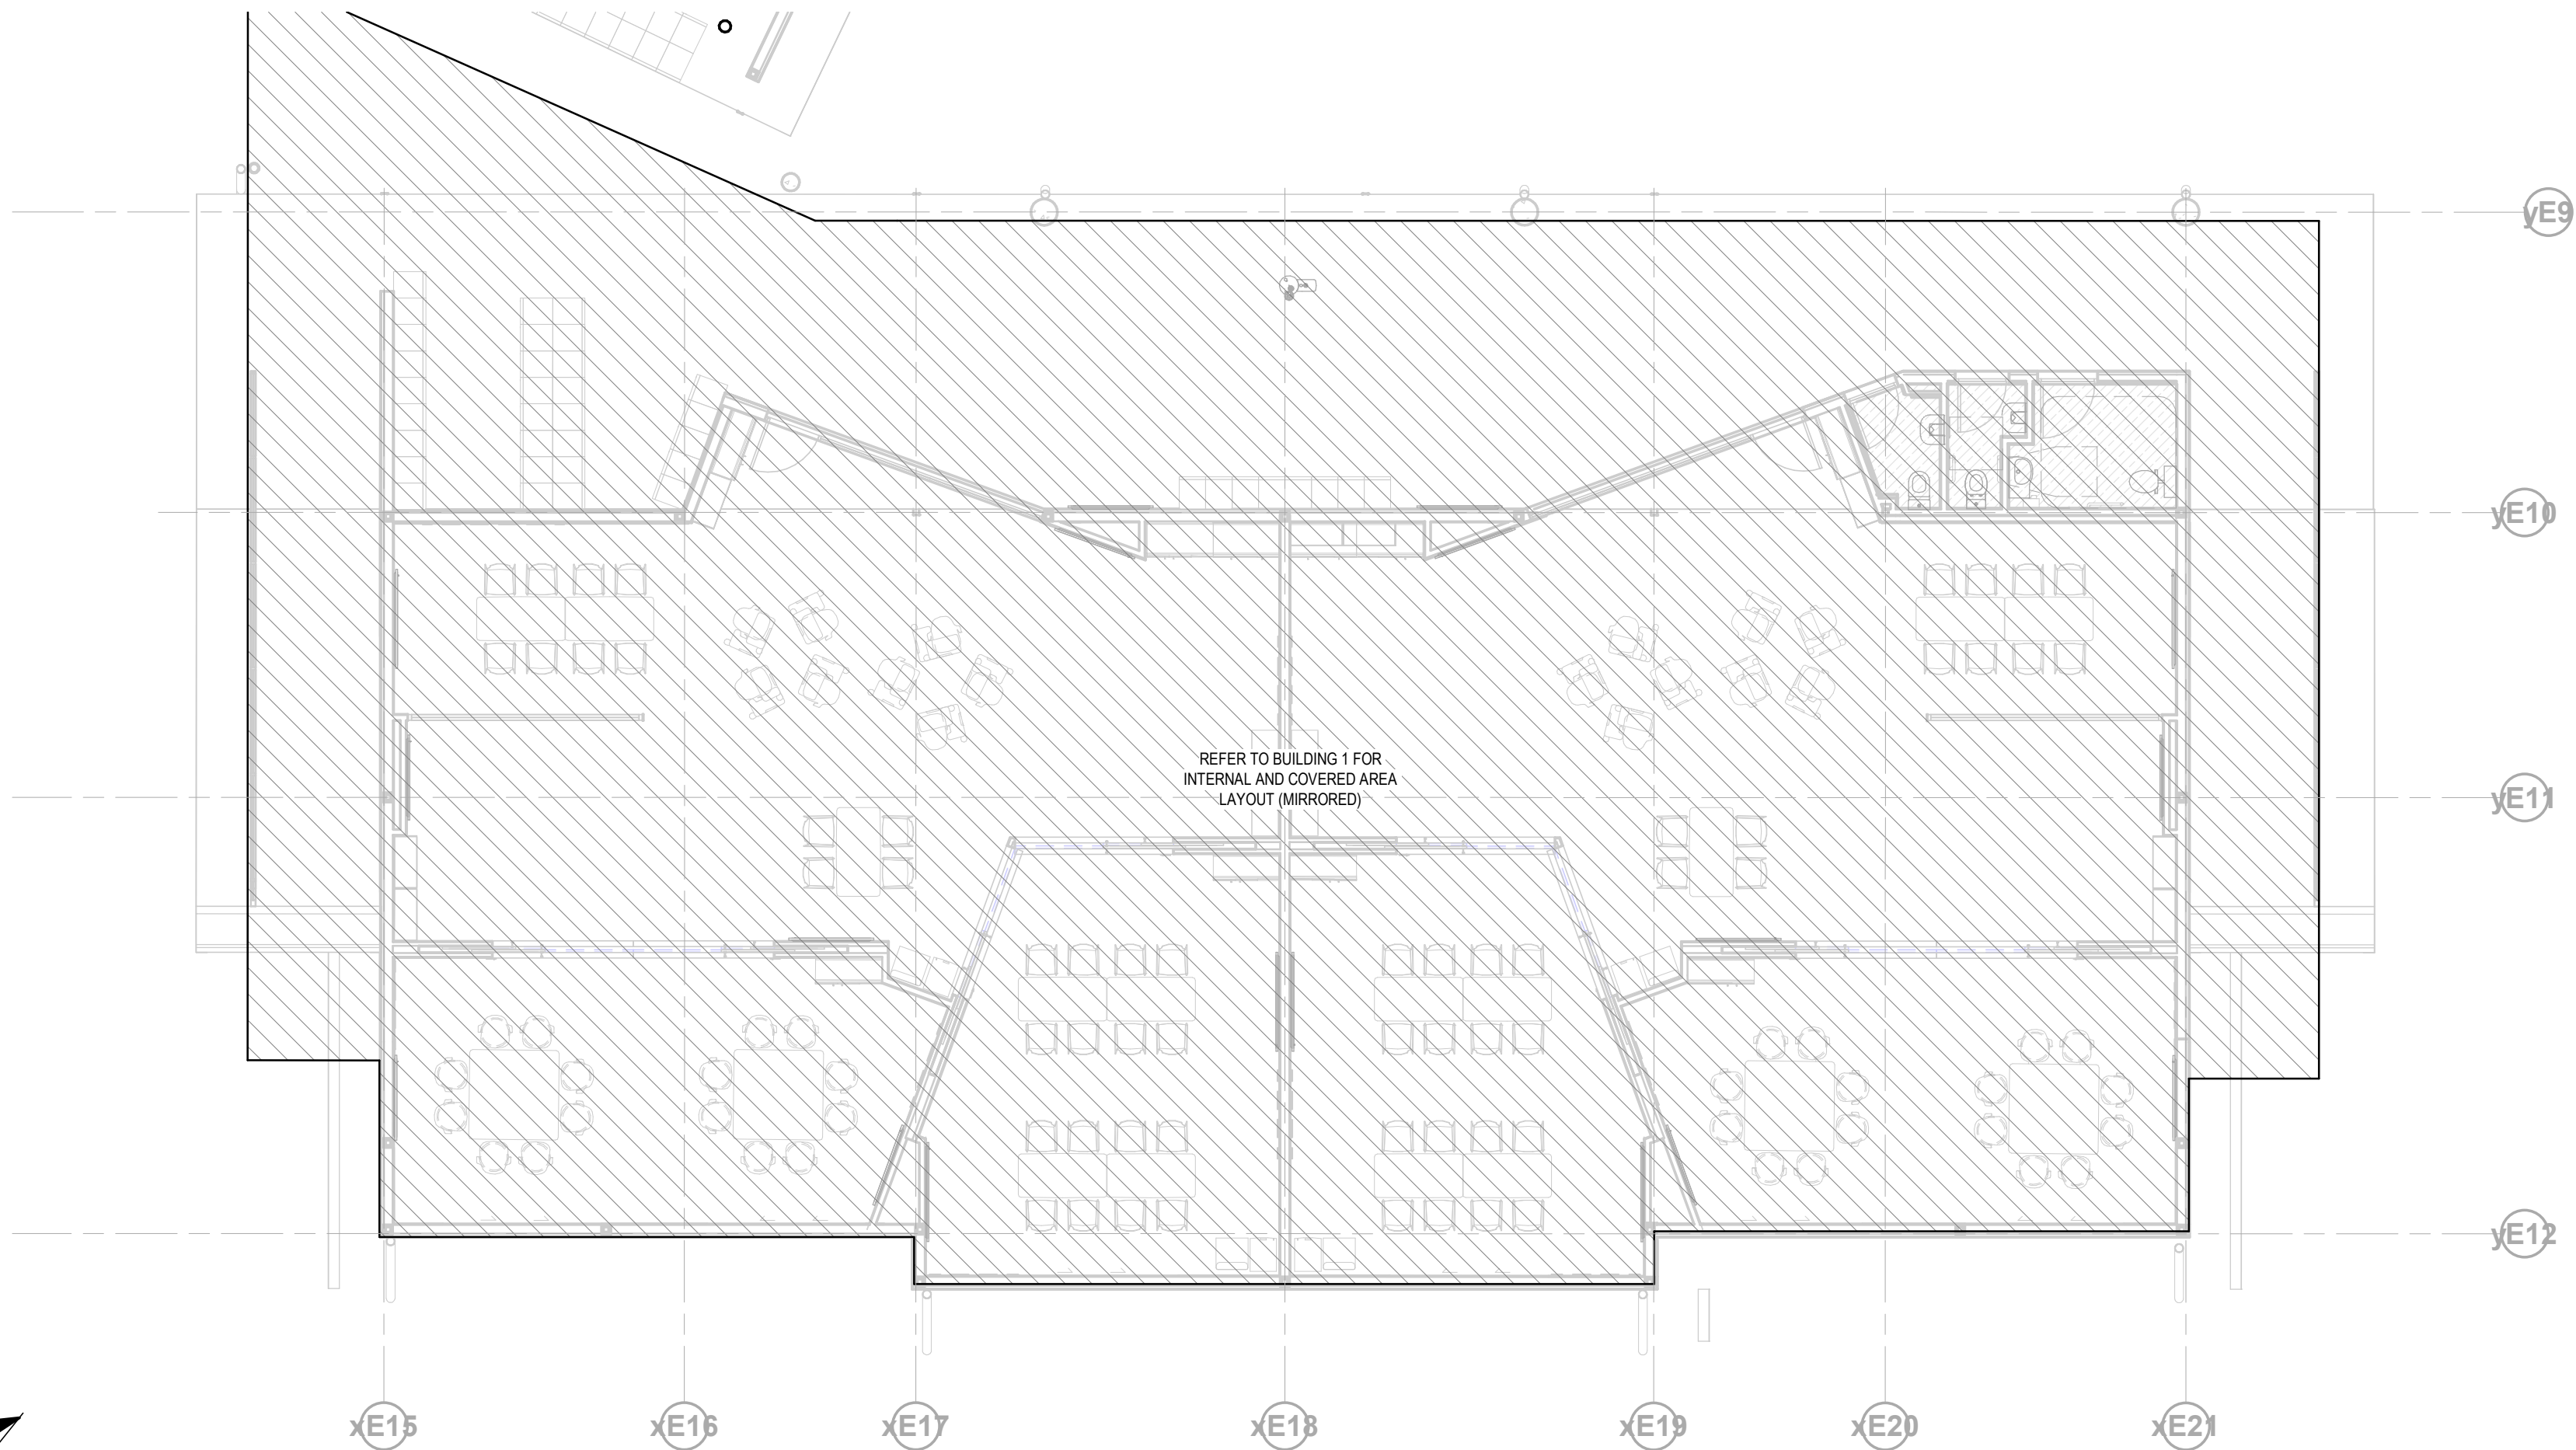 yE9
yE10
REFER TO BUILDING 1 FOR
INTERNAL AND COVERED AREA
LAYOUT (MIRRORED)
yE11
yE12
xE15
xE16
xE17
xE18
xE19
xE20
xE21